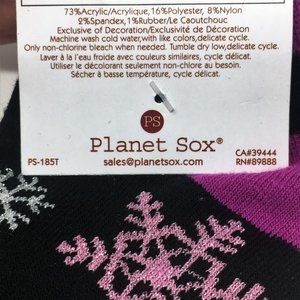 73%Acrylic/Acrylique,16%Polyester, 8%Nylon
2%Spandex, 1%Rubber/Le Caoutchouc
Exclusive of Decoration/Exclusivité de Décoration
Machine wash cold water,with like colors,delicate cycle.
Only non-chlorine bleach when needed. Tumble dry low,delicate cycle.
Laver à la l'eau froide avec couleurs similaires, cycle délicat.
Utiliser le décolorant seulement non-chlore au besoin.
Sécher à basse température, cycle délicat.
PS
Planet Sox®
PS-185T
sales@planetsox.com
CA#39444
RN#89888